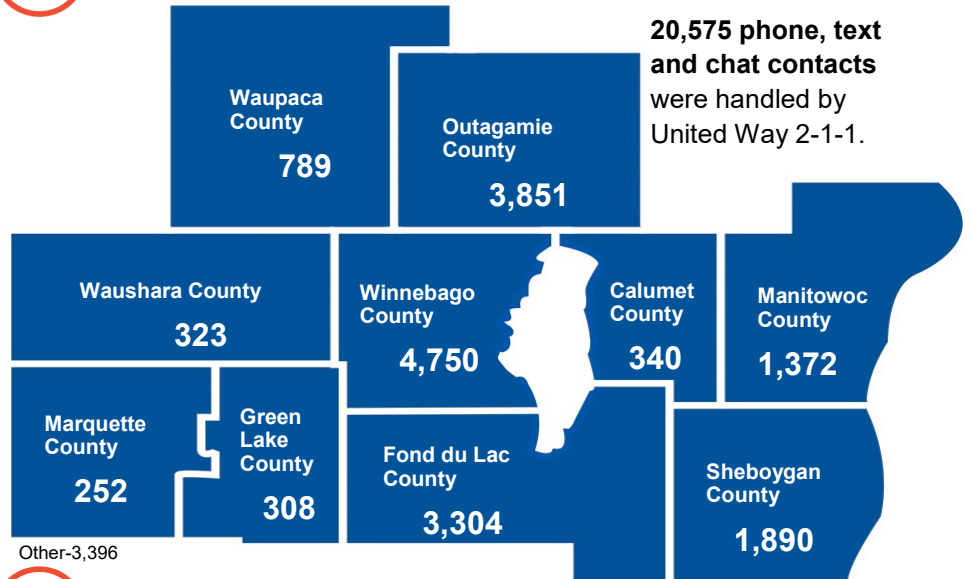 20,575 phone, text
and chat contacts
were handled by
United Way 2-1-1.
Waupaca
County
789
Outagamie
County
3,851
Waushara County
323
Winnebago
County
4,750
Calumet
County
340
Manitowoc
County
1,372
Marquette
County
252
Green
Lake
County
308
Fond du Lac
County
3,304
Sheboygan
County
1,890
Other-3,396